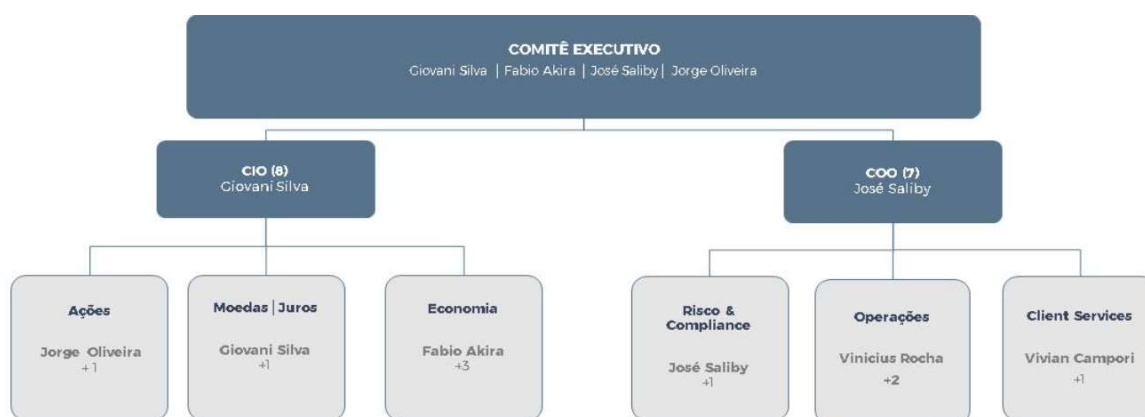 COMITÊ EXECUTIVO
Giovani Silva | Fabio Akira | José Saliby | Jorge Oliveira
CIO (8)
Giovani Silva
COO (7)
José Saliby
Ações
Jorge Oliveira
+1
Moedas | Juros
Giovani Silva
+1
Economia
Fabio Akira
+3
Risco &
Compliance
José Saliby
+1
Operações
Vinicius Rocha
+2
Client Services
Vivian Campori
+1